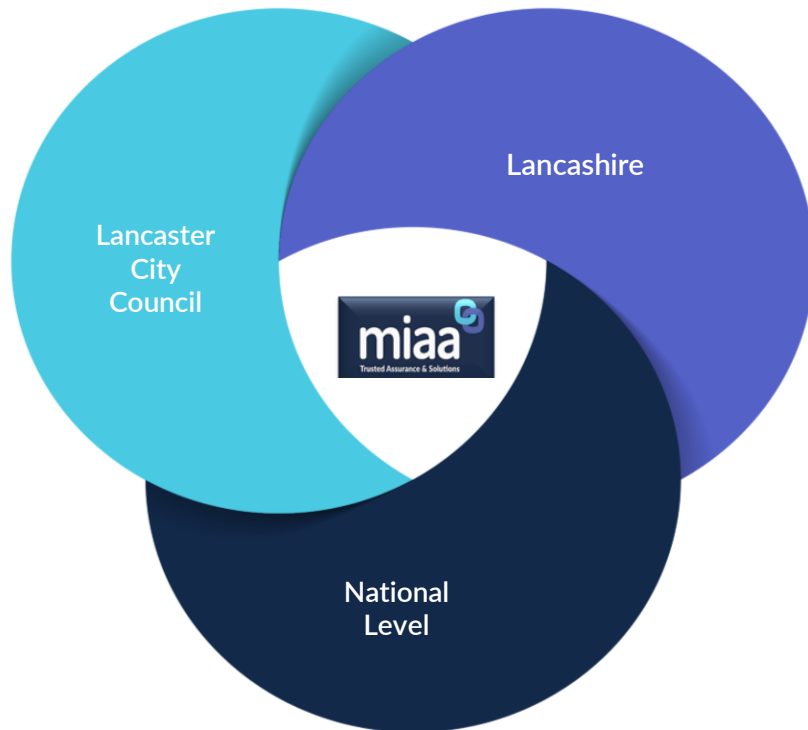 Lancashire
Lancaster
City
Council
miaa
Trusted Assurance & Solutions
National
Level